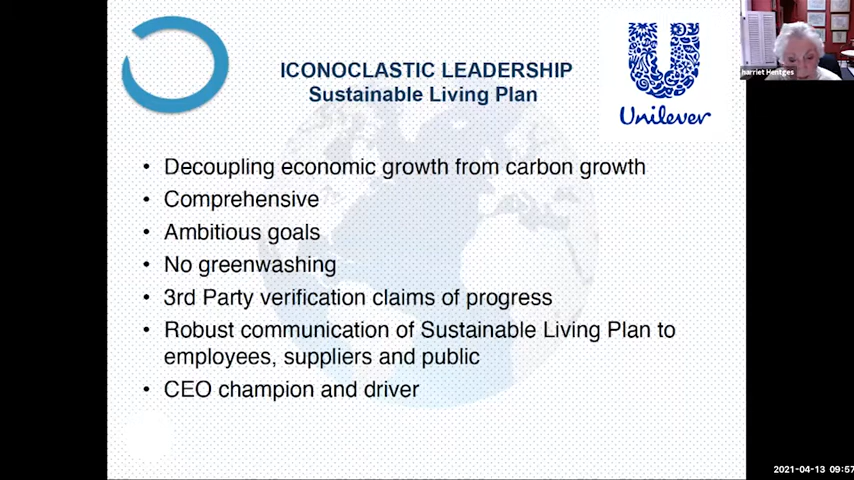 ICONOCLASTIC LEADERSHIP
Sustainable Living Plan
Unilever
harriet Hentges
• Decoupling economic growth from carbon growth
• Comprehensive
• Ambitious goals
• No greenwashing
• 3rd Party verification claims of progress
• Robust communication of Sustainable Living Plan to
employees, suppliers and public
• CEO champion and driver
2021-04-13 09:57